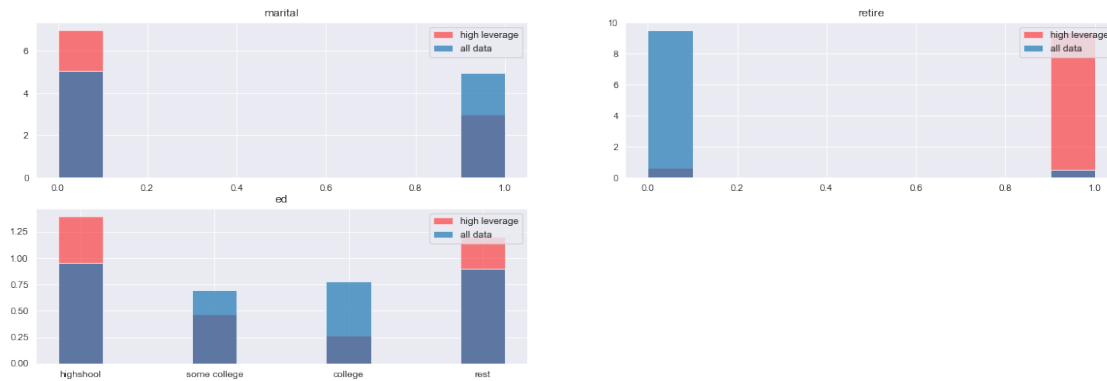 marital
high leverage
all data
6
4
2
0
0.0 0.2 0.4 0.6 0.8 1.0
retire
high leverage
all data
10
8
6
4
2
0
0.0 0.2 0.4 0.6 0.8 1.0
ed
high leverage
all data
1.25
1.00
0.75
0.50
0.25
0.00
highshool some college college rest